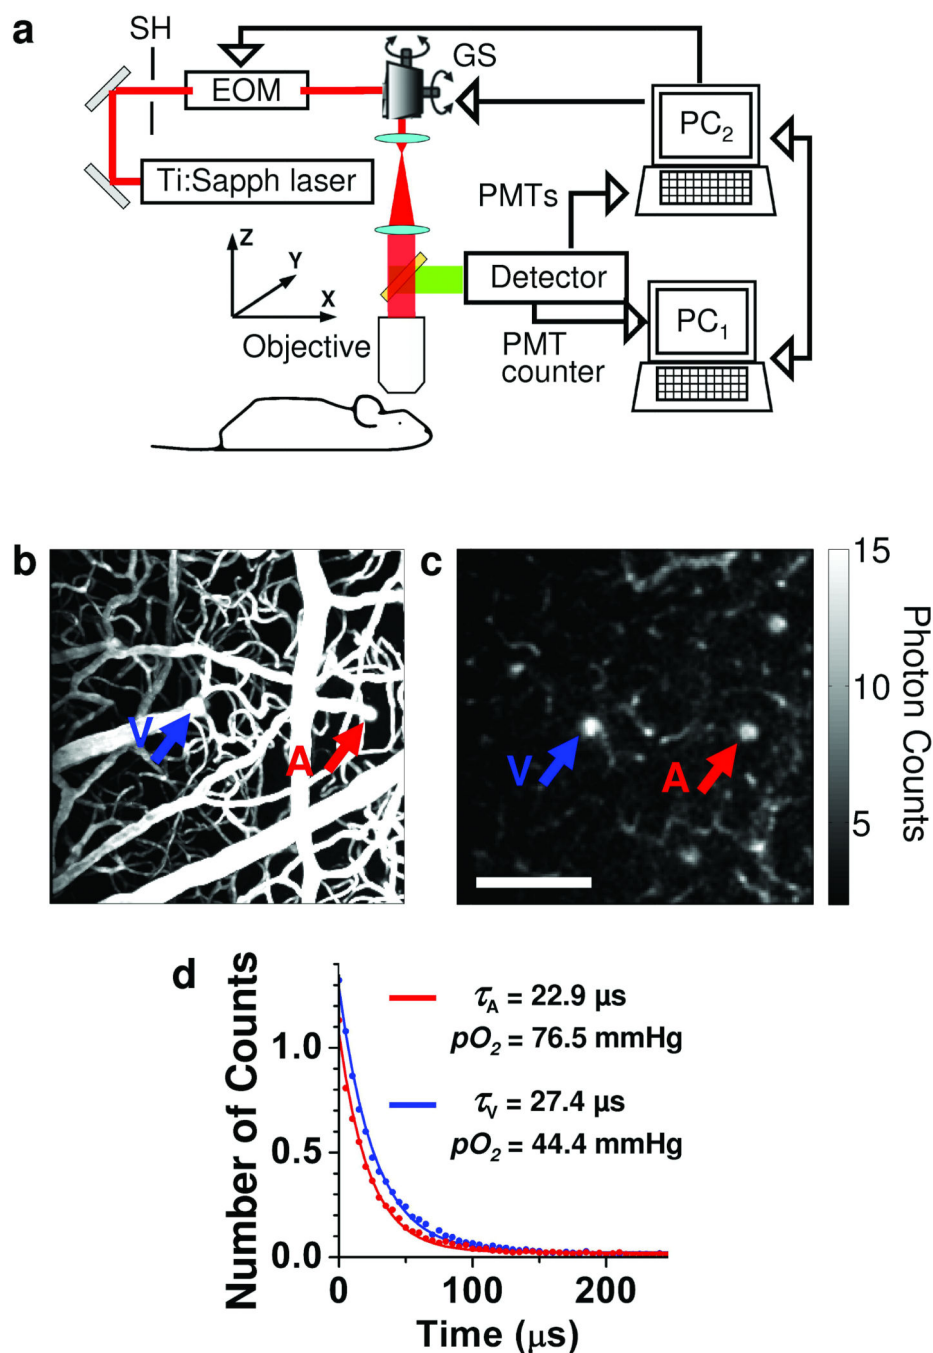 a
SH
GS
EOM
PC₂
Ti:Sapph laser
PMTs
Z
Y
X
Detector
Objective
PC₁
PMT
counter
b
V
A
c
V
A
15
10
5
Photon Counts
d
Number of Counts
1.0
0.5
0.0
τA = 22.9 µs
pO₂ = 76.5 mmHg
τV = 27.4 µs
pO₂ = 44.4 mmHg
0
100
200
Time (µs)